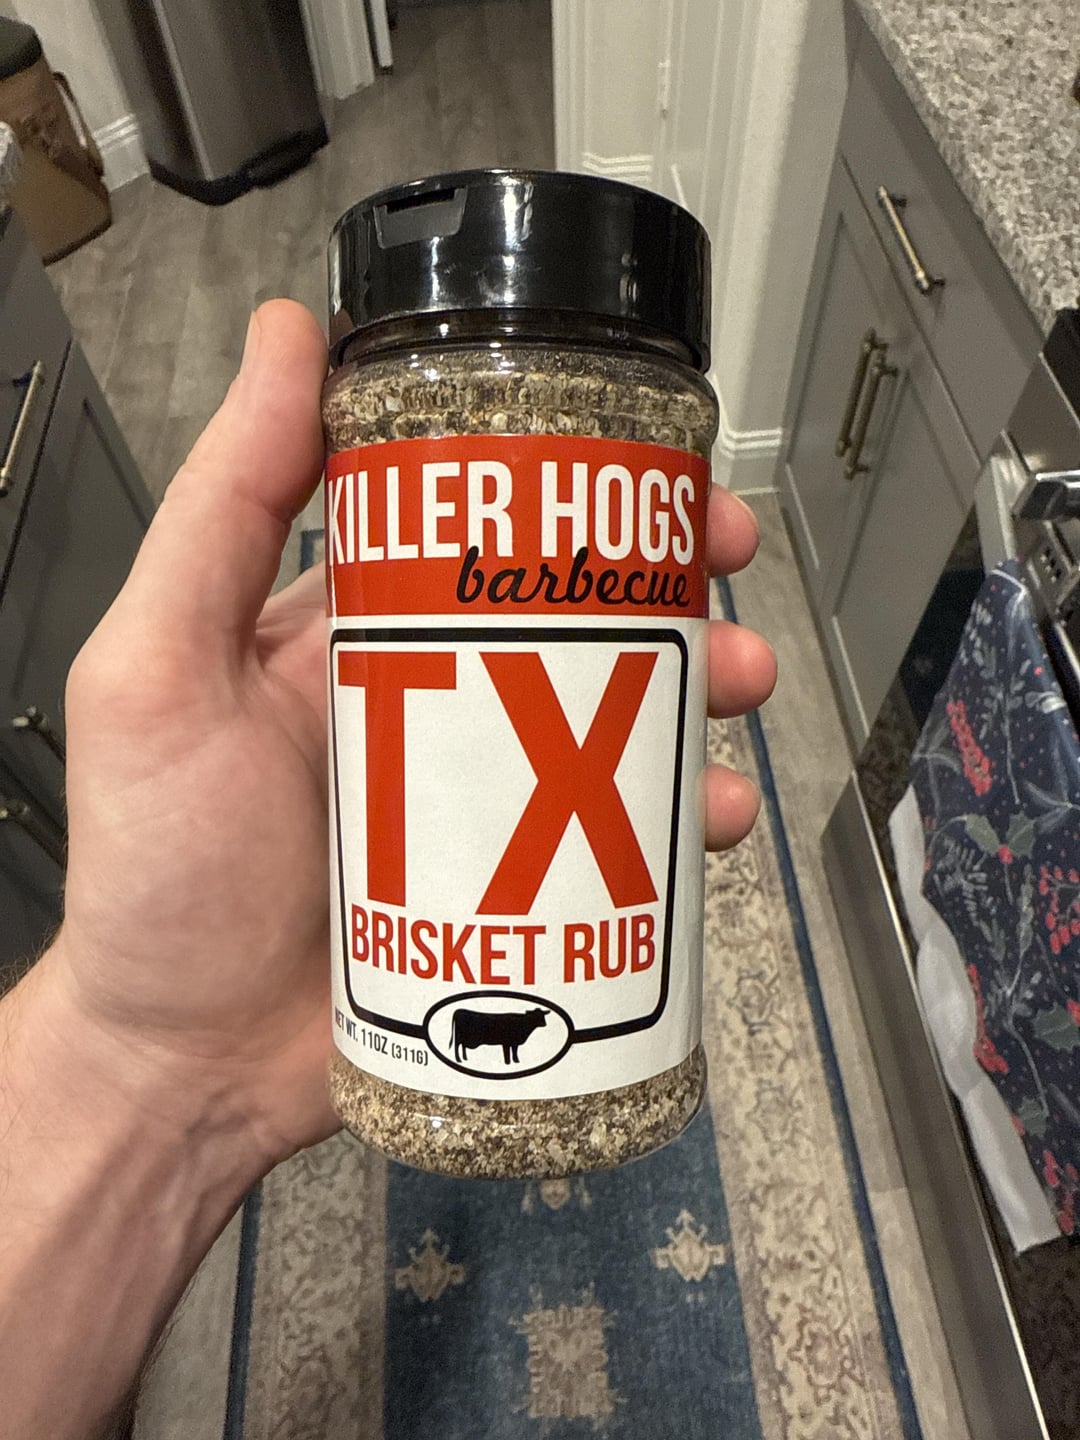 KILLER HOGS
barbecue
TX
BRISKET RUB
NET WT. 11OZ (311G)